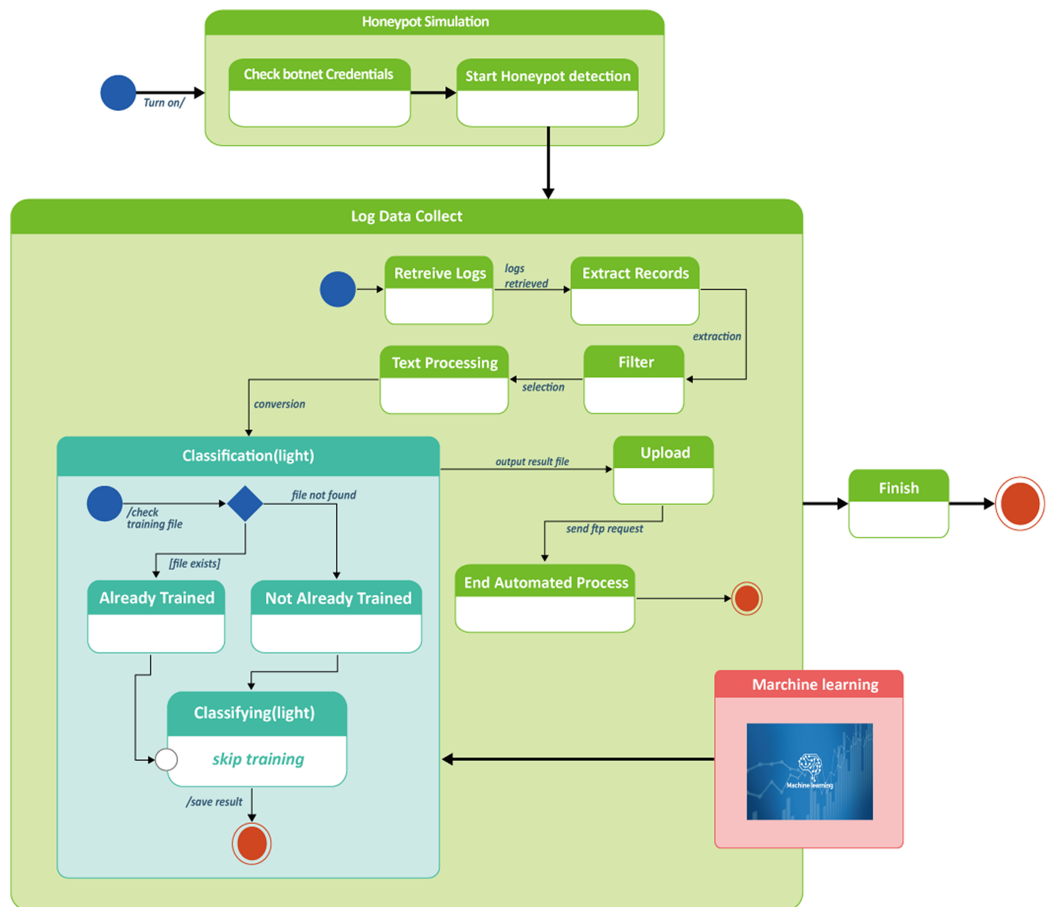 Honeypot Simulation
Check botnet Credentials
Start Honeypot detection
Turn on/
Log Data Collect
Retreive Logs
logs
retrieved
Extract Records
extraction
Text Processing
selection
Filter
conversion
Classification(light)
output result file
Upload
Finish
file not found
/check
training file
send ftp request
[file exists]
Already Trained
Not Already Trained
End Automated Process
Marchine learning
Machine learning
Classifying(light)
skip training
/save result